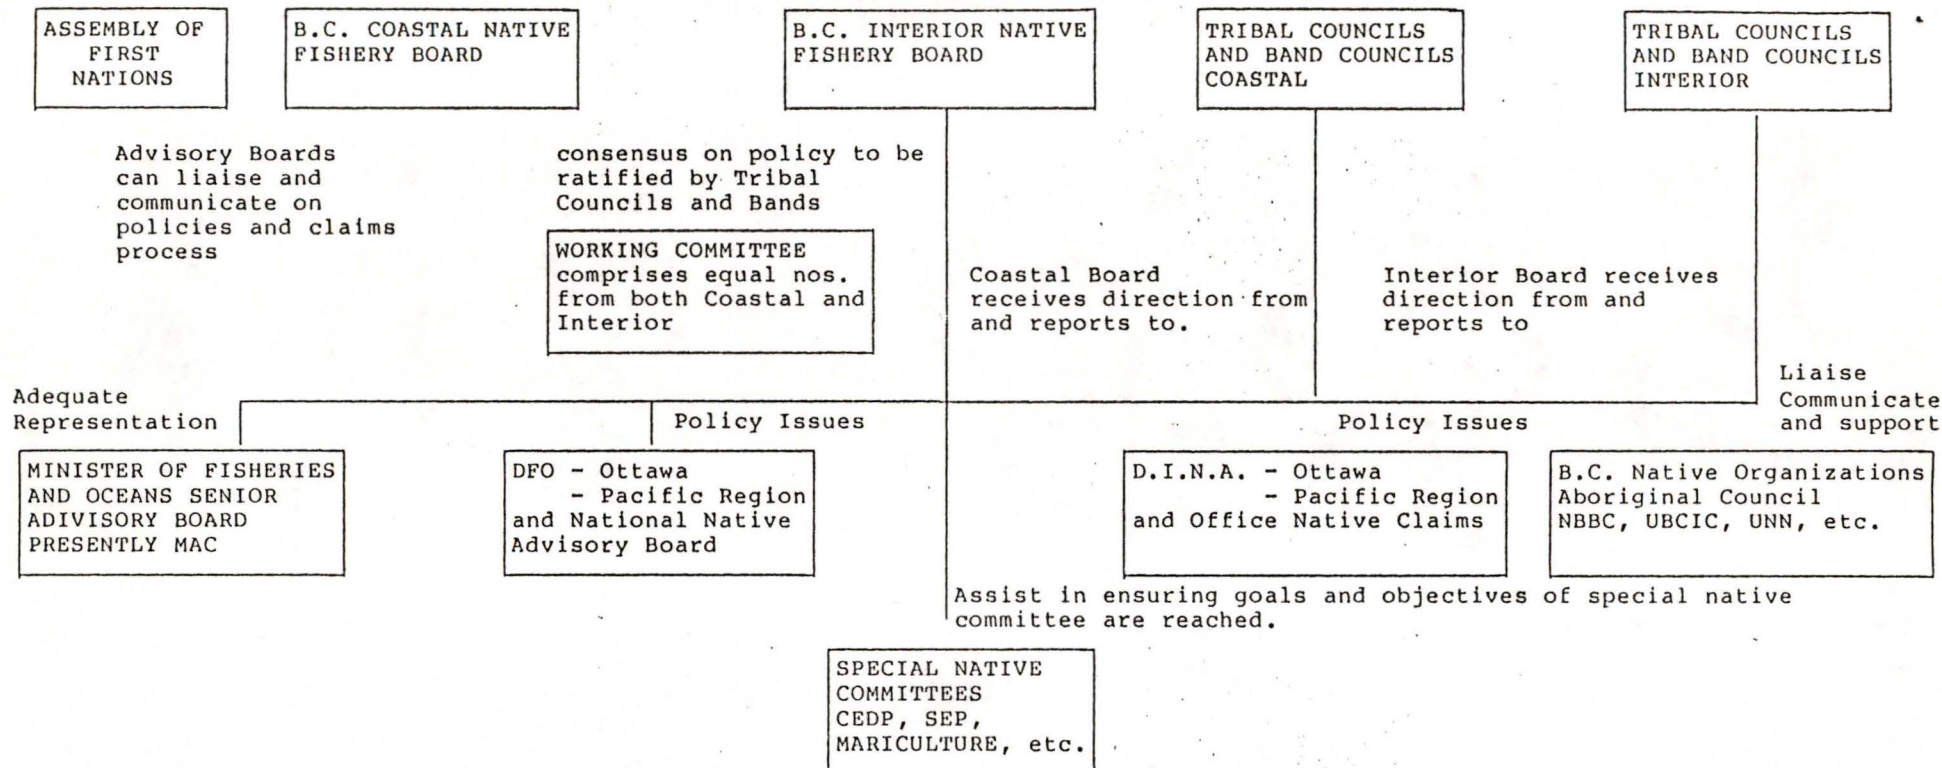 ASSEMBLY OF
FIRST
NATIONS
B.C. COASTAL NATIVE
FISHERY BOARD
B.C. INTERIOR NATIVE
FISHERY BOARD
TRIBAL COUNCILS
AND BAND COUNCILS
COASTAL
TRIBAL COUNCILS
AND BAND COUNCILS
INTERIOR
Advisory Boards
can liaise and
communicate on
policies and claims
process
consensus on policy to be
ratified by Tribal
Councils and Bands
WORKING COMMITTEE
comprises equal nos.
from both Coastal and
Interior
Coastal Board
receives direction from
and reports to.
Interior Board receives
direction from and
reports to
Adequate
Representation
Policy Issues
Policy Issues
Liaise
Communicate
and support
MINISTER OF FISHERIES
AND OCEANS SENIOR
ADIVISORY BOARD
PRESENTLY MAC
DFO - Ottawa
- Pacific Region
and National Native
Advisory Board
D.I.N.A. - Ottawa
- Pacific Region
and Office Native Claims
B.C. Native Organizations
Aboriginal Council
NBBC, UBCIC, UNN, etc.
Assist in ensuring goals and objectives of special native
committee are reached.
SPECIAL NATIVE
COMMITTEES
CEDP, SEP,
MARICULTURE, etc.